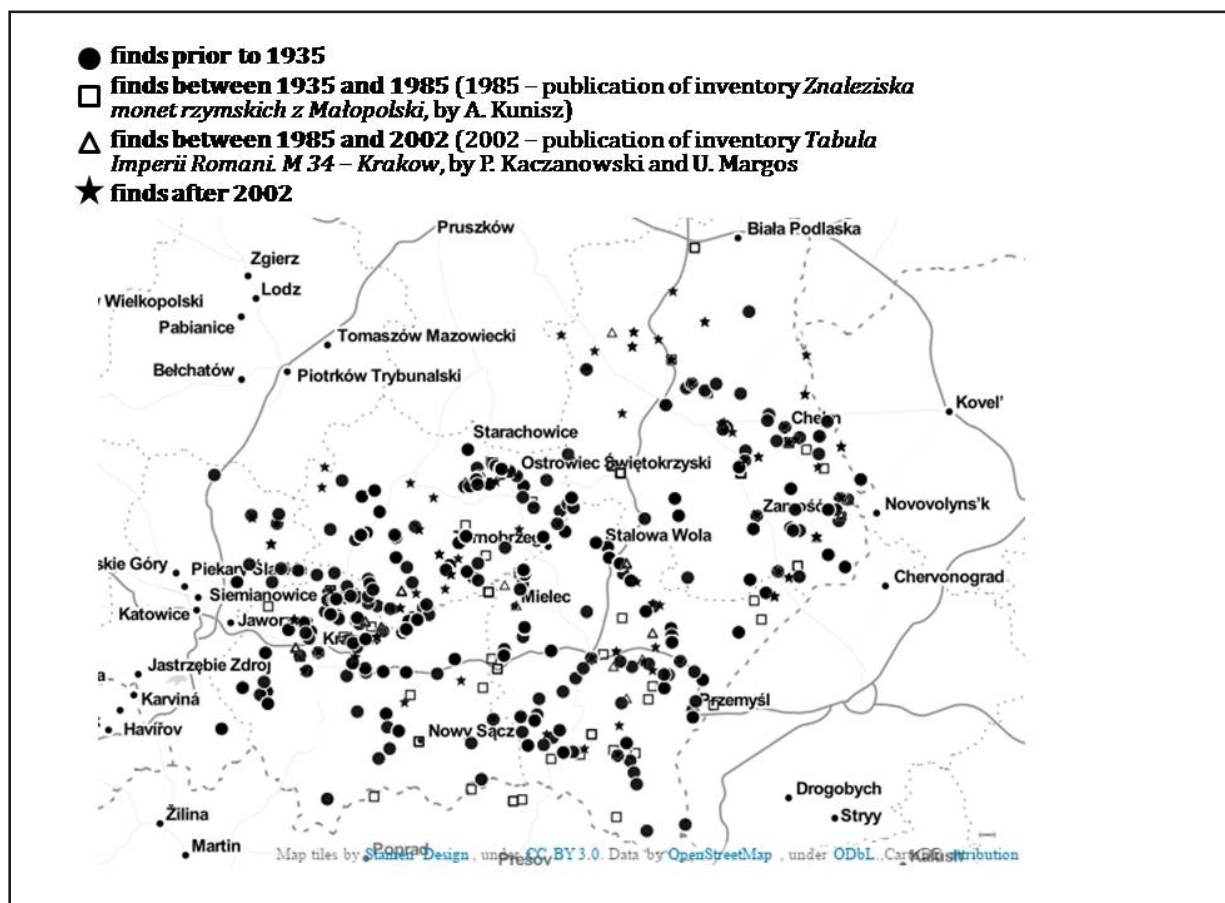 finds prior to 1935
finds between 1935 and 1985 (1985 – publication of inventory Znaleziska
monet rzymskich z Małopolski, by A. Kunisz)
finds between 1985 and 2002 (2002 – publication of inventory Tabula
Imperii Romani. M 34 – Krakow, by P. Kaczanowski and U. Margos
finds after 2002
Pruszków
Biała Podlaska
Zgierz
Lodz
Wielkopolski
Pabianice
Tomaszów Mazowiecki
Bełchatów
Piotrków Trybunalski
Kovel'
Starachowice
Ostrowiec Świętokrzyski
Novovolyns'k
Stalowa Wola
skie Góry
Piekary
Siemianowice
Chervonograd
Katowice
Mielec
Jastrzębie Zdroj
Karviná
Przemyśl
Havířov
Nowy Sącz
Drogobych
Stryy
Žilina
Martin
Poprad
Prešov
Map tiles by Stamen Design , under CC BY 3.0. Data by OpenStreetMap , under ODbL.